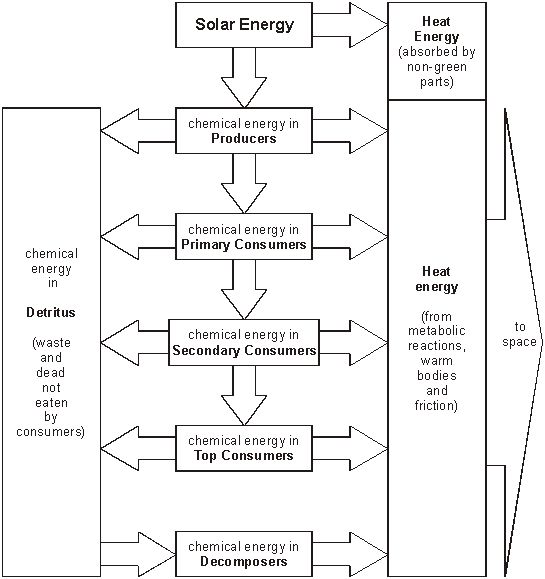 Solar Energy
Heat
Energy
(absorbed by
non-green
parts)
chemical energy in
Producers
chemical energy in
Primary Consumers
chemical
energy
in
Detritus
(waste
and
dead
not
eaten
by
consumers)
chemical energy in
Secondary Consumers
Heat
energy
(from
metabolic
reactions,
warm
bodies
and
friction)
to
space
chemical energy in
Top Consumers
chemical energy in
Decomposers